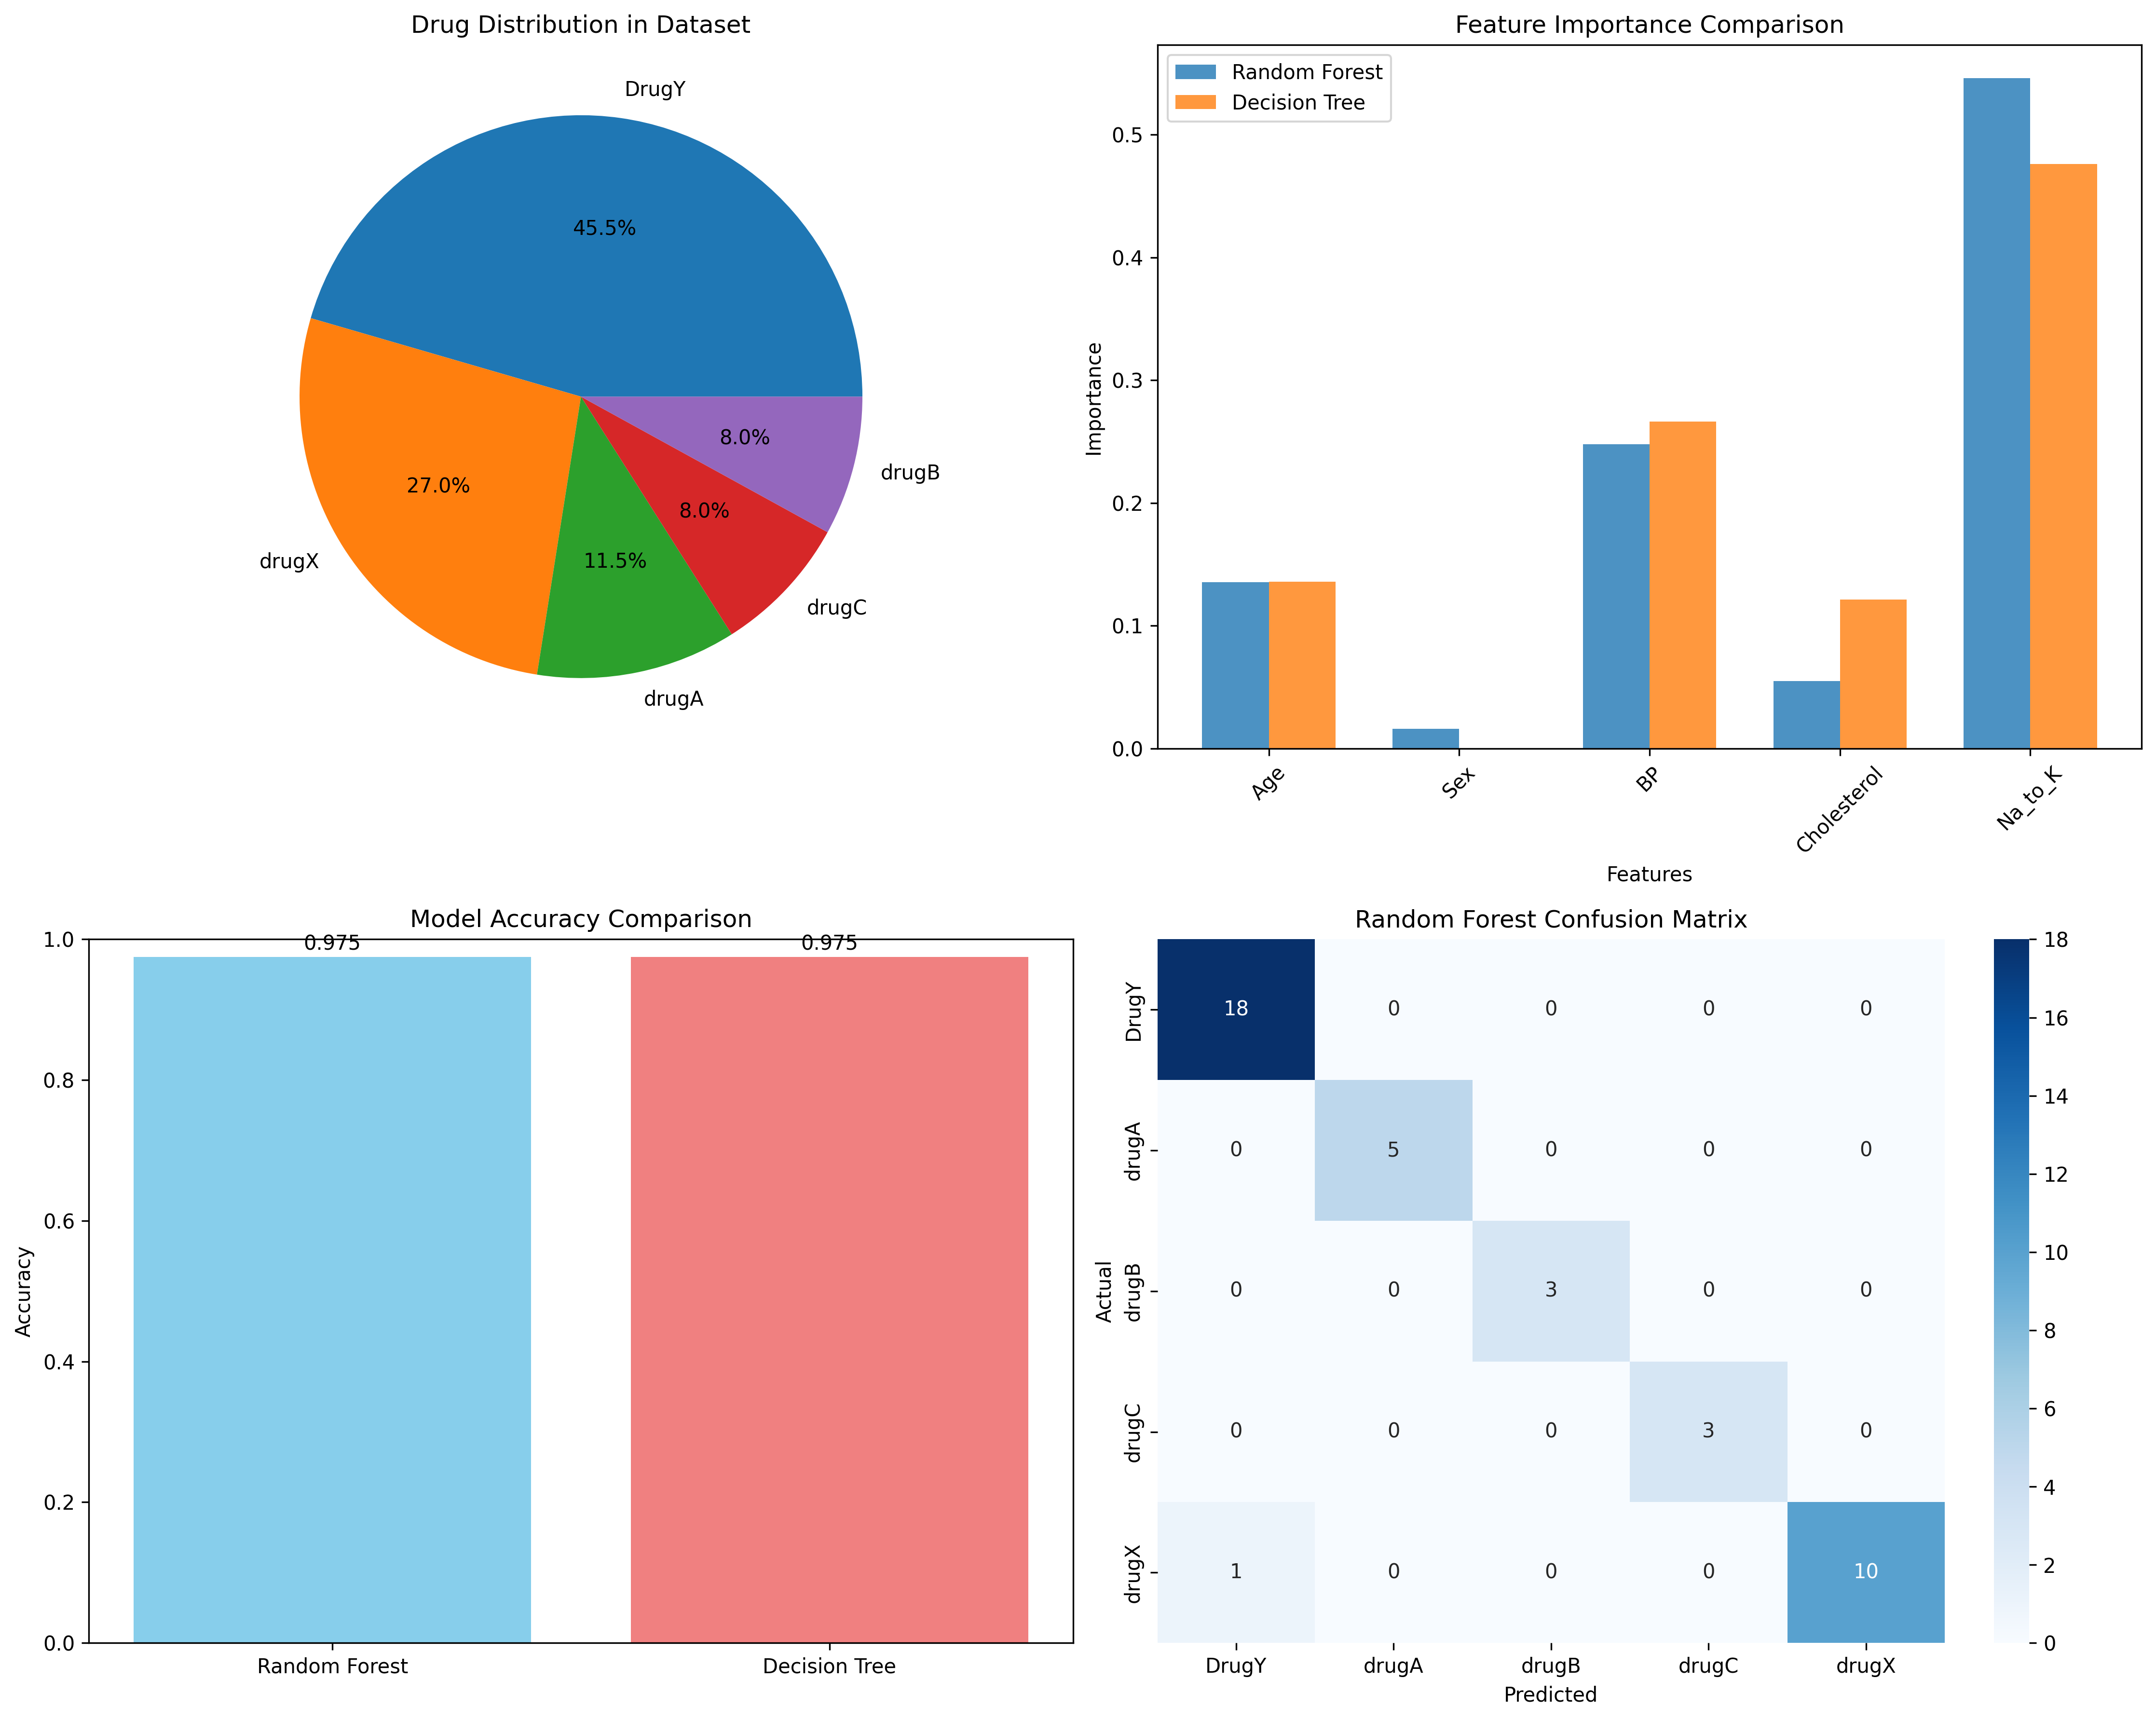 Drug Distribution in Dataset
DrugY
45.5%
27.0%
drugX
11.5%
drugA
8.0%
drugC
8.0%
drugB
Feature Importance Comparison
Random Forest
Decision Tree
Importance
0.5
0.4
0.3
0.2
0.1
0.0
Age
Sex
BP
Cholesterol
Na_to_K
Features
Model Accuracy Comparison
Accuracy
1.0
0.8
0.6
0.4
0.2
0.0
0.975
0.975
Random Forest
Decision Tree
Random Forest Confusion Matrix
Actual
DrugY
18 0 0 0 0
drugA
0 5 0 0 0
drugB
0 0 3 0 0
drugC
0 0 0 3 0
drugX
1 0 0 0 10
DrugY drugA drugB drugC drugX
Predicted
18
16
14
12
10
8
6
4
2
0